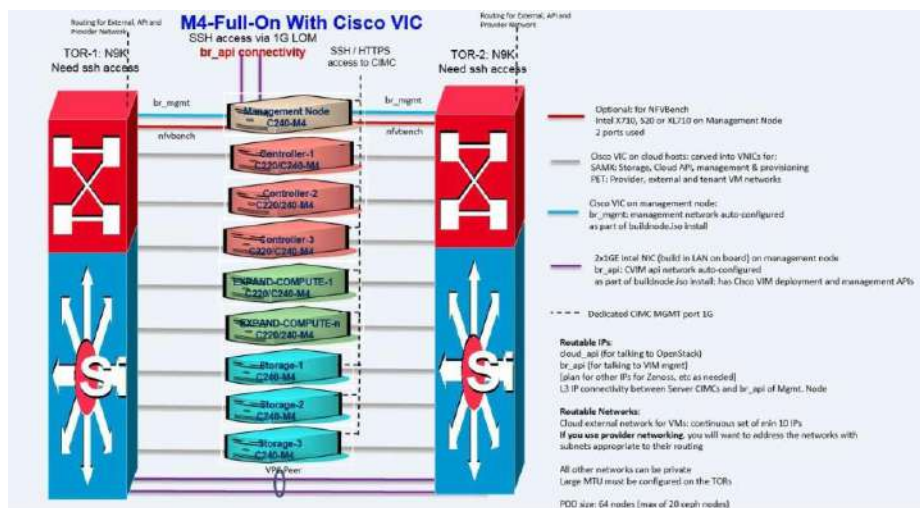 Routing for External, API and
Provider Network
M4-Full-On With Cisco VIC
SSH access via 1G LOM
br_api connectivity
Routing for External, API and
Provider Network
TOR-1: N9K
Need ssh access
SSH / HTTPS
access to CIMC
TOR-2: N9K
Need ssh access
br_mgmt
Management Node
C240-M4
br_mgmt
nfvbench
nfvbench
Controller-1
C220/C240-M4
Controller-2
C220/240-M4
Controller-3
C220/240-M4
EXPAND-COMPUTE-1
C220/C240-M4
EXPAND-COMPUTE-n
C220/240-M4
Storage-1
C240-M4
Storage-2
C240-M4
Storage-3
C240-M4
VPC Peer
Si
Si
Optional: for NFVBench
Intel X710, 520 or XL710 on Management Node
2 ports used
Cisco VIC on cloud hosts: carved into VNICs for:
SAMX: Storage, Cloud API, management & provisioning
PET: Provider, external and tenant VM networks
Cisco VIC on management node:
br_mgmt: management network auto-configured
as part of buildnode.iso install
2x1GE Intel NIC (build in LAN on board) on management node
br_api: CVIM api network auto-configured
as part of buildnode.iso install: has Cisco VIM deployment and management APIs
Dedicated CIMC MGMT port 1G
Routable IPs:
cloud_api (for talking to OpenStack)
br_api (for talking to VIM mgmt)
[plan for other IPs for Zenoss, etc as needed]
L3 IP connectivity between Server CIMCs and br_api of Mgmt. Node
Routable Networks:
Cloud external network for VMs: continuous set of min 10 IPs
If you use provider networking, you will want to address the networks with
subnets appropriate to their routing
All other networks can be private
Large MTU must be configured on the TORs
POD size: 64 nodes [max of 20 ceph nodes]